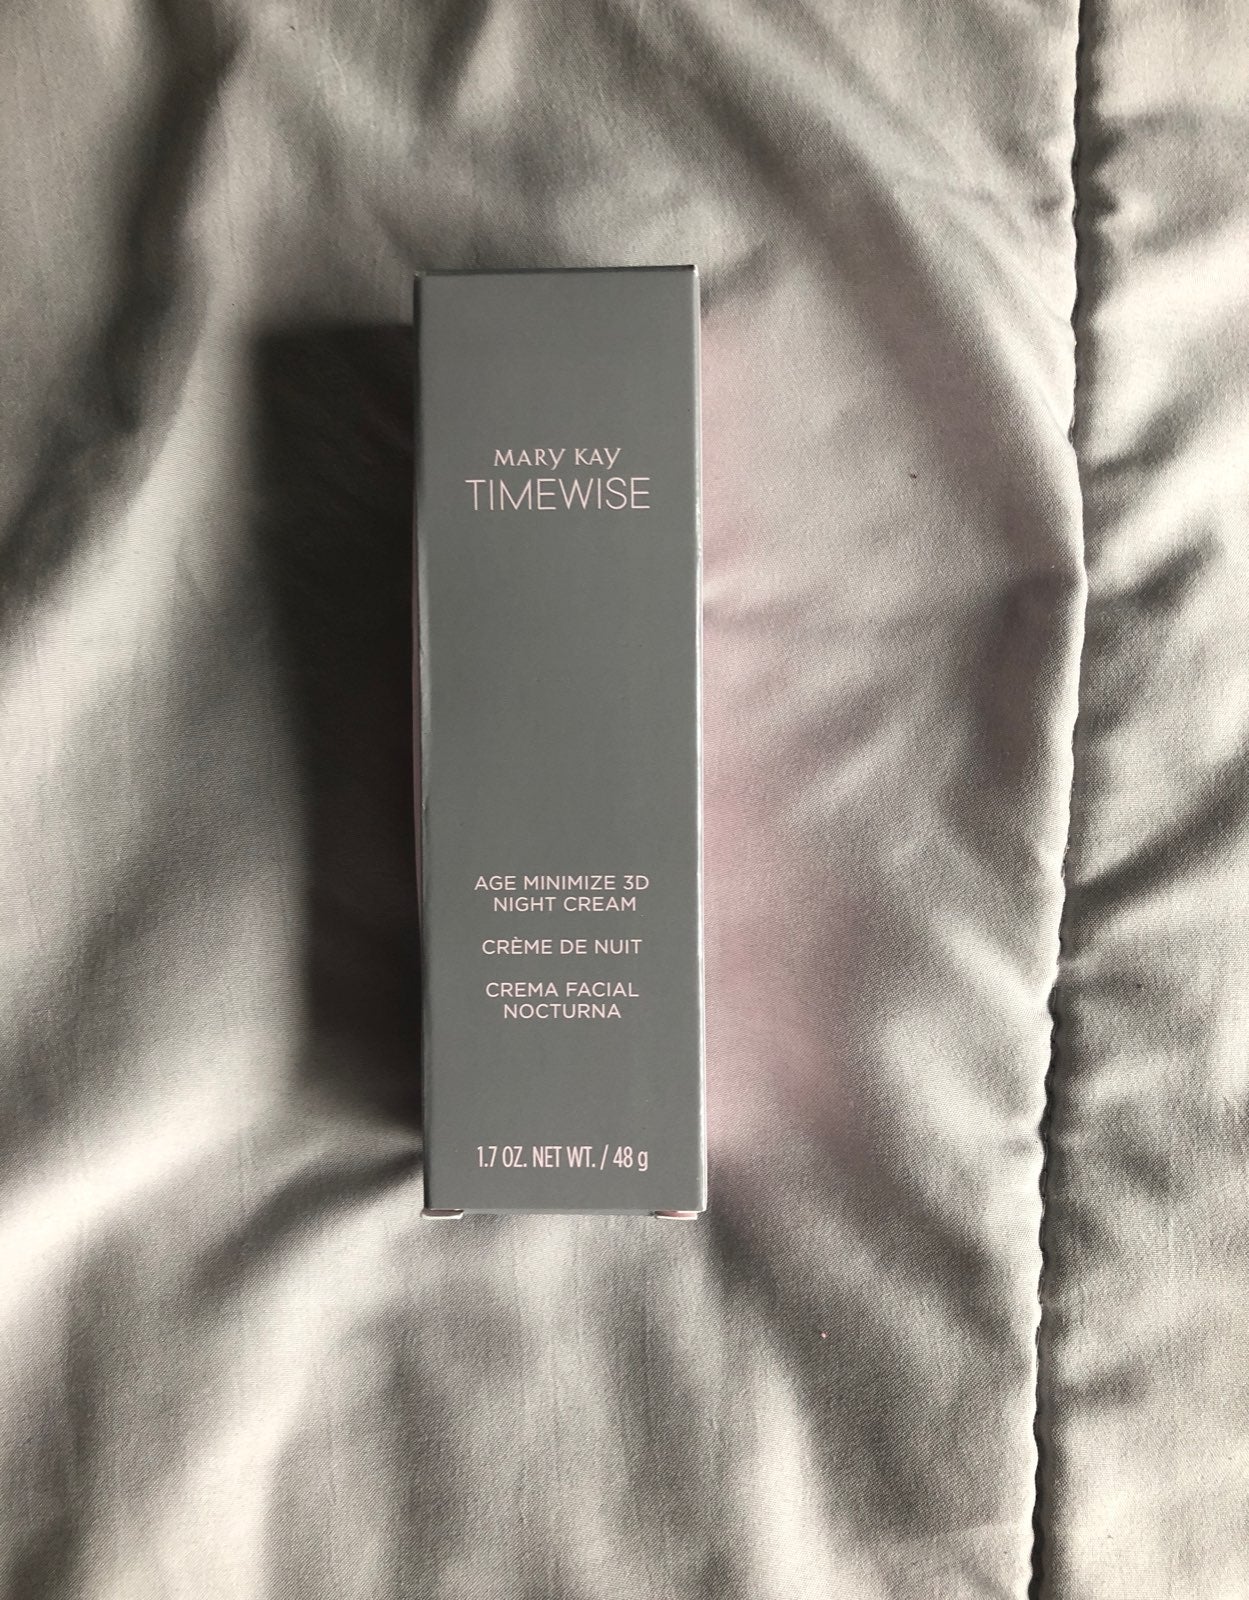 MARY KAY
TIMEWISE
AGE MINIMIZE 3D
NIGHT CREAM
CRÈME DE NUIT
CREMA FACIAL
NOCTURNA
1.7 OZ. NET WT. / 48 g